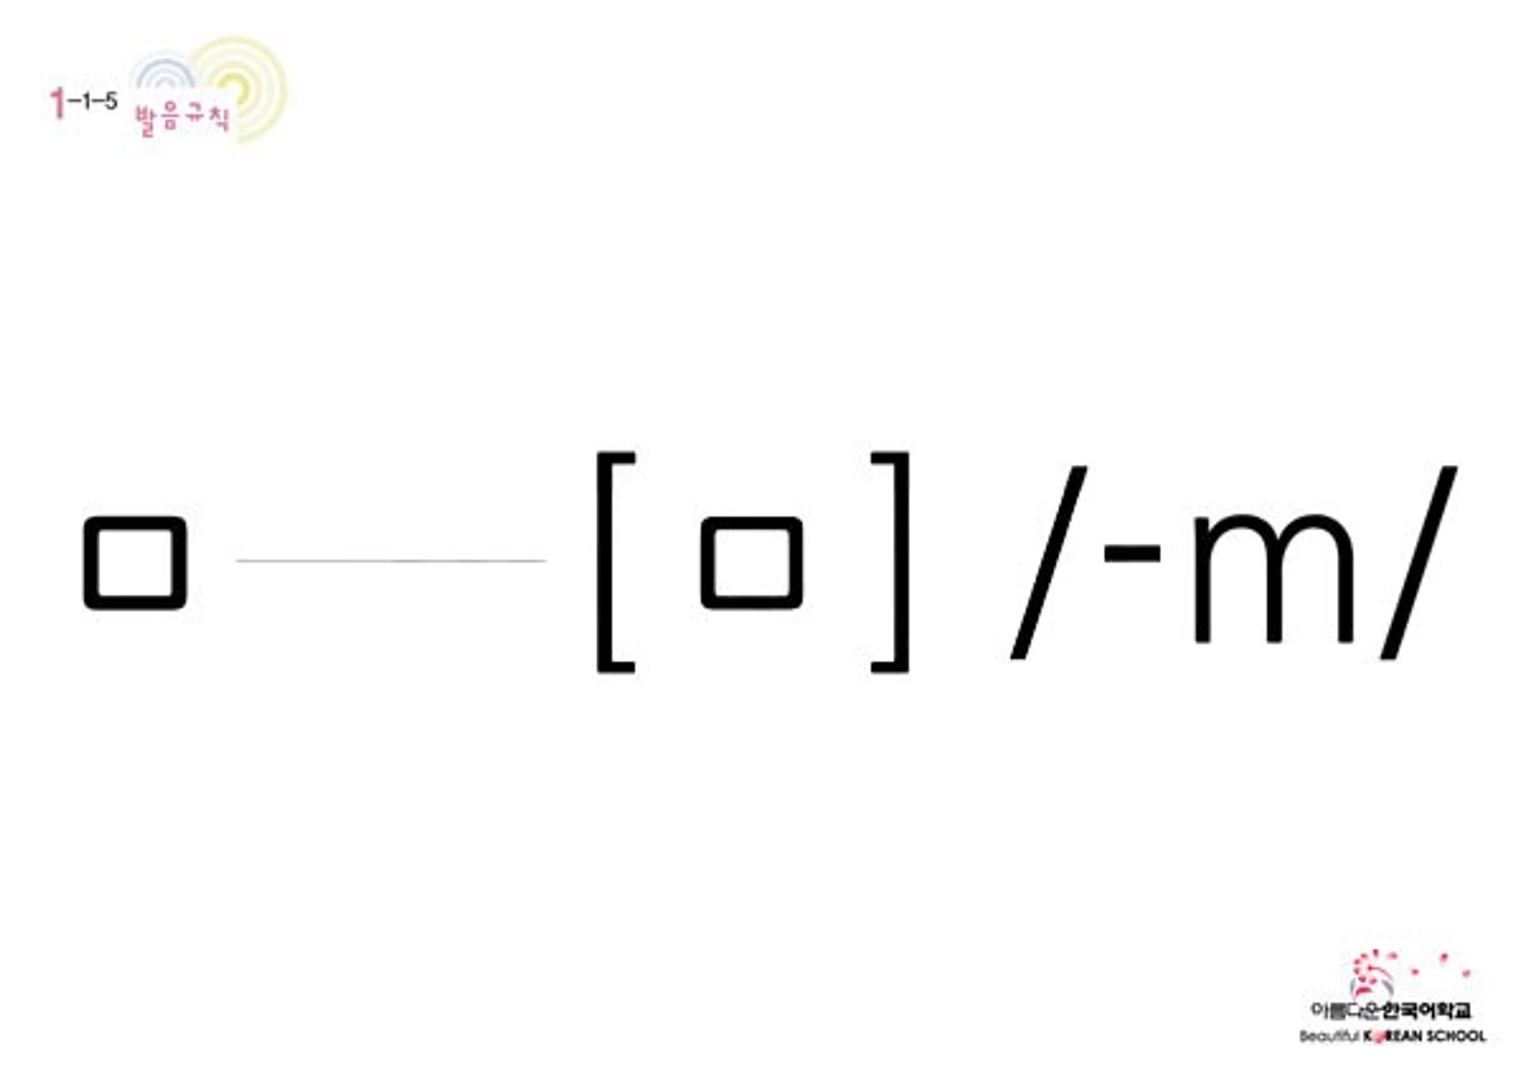 1-1-5 발음규칙
ㅁ [ ㅁ ] /-m/
아름다운한국어학교
Beautiful KOREAN SCHOOL